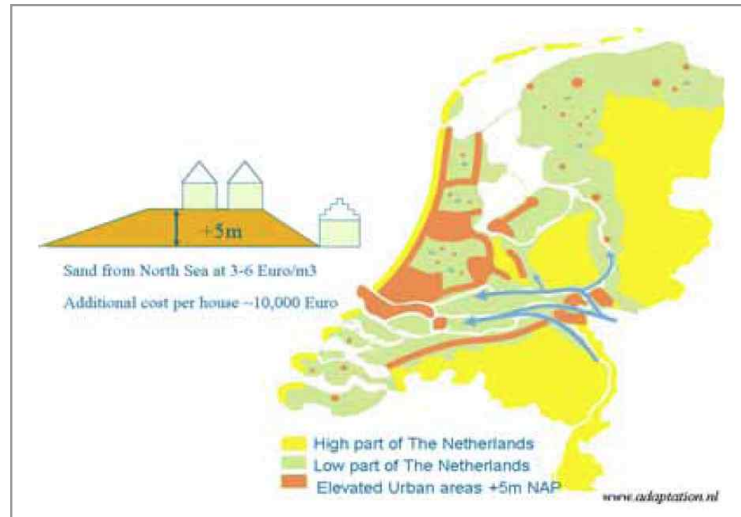 +5m
Sand from North Sea at 3-6 Euro/m3
Additional cost per house ~10,000 Euro
High part of The Netherlands
Low part of The Netherlands
Elevated Urban areas +5m NAP
www.adaptation.nl